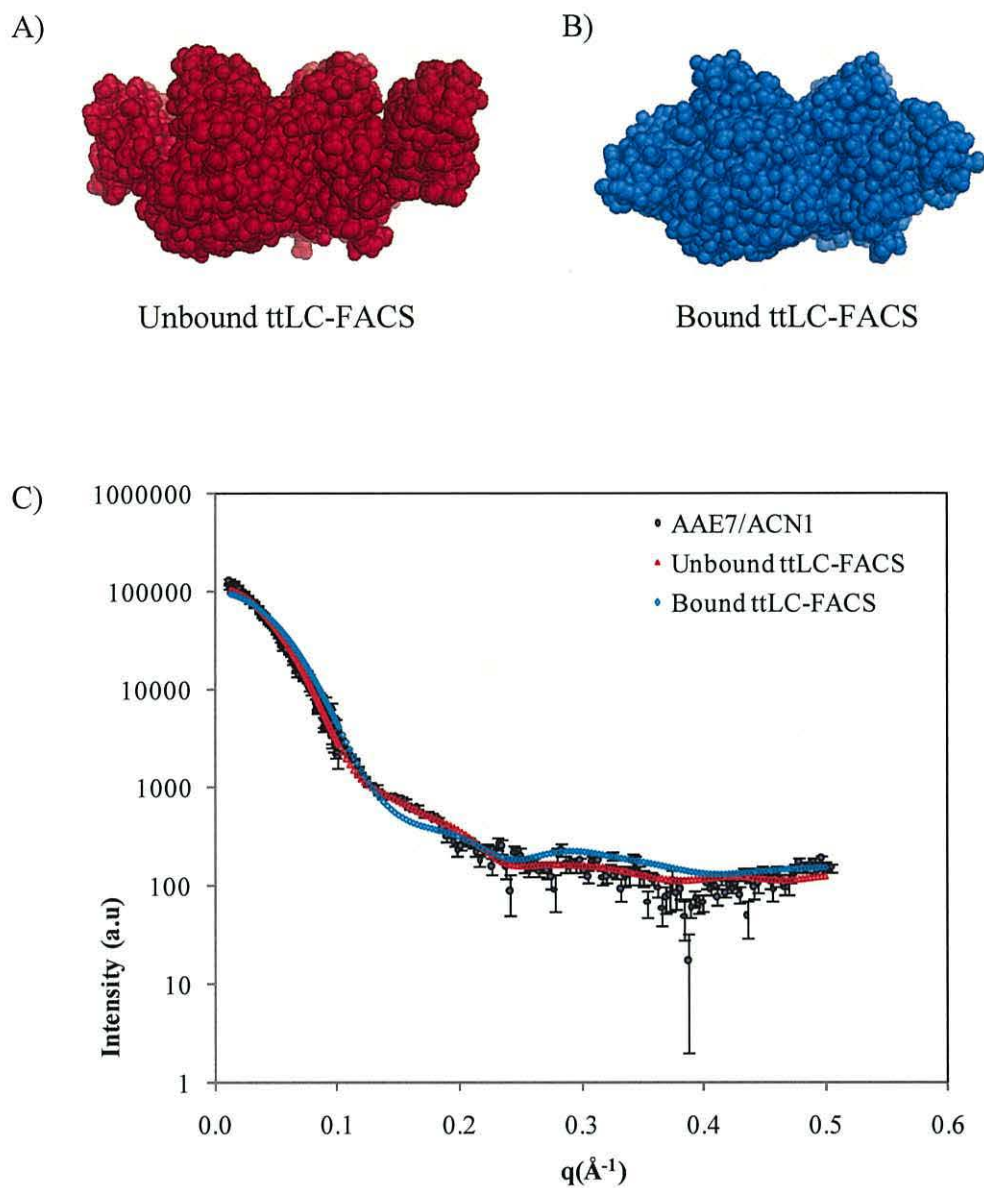 A)
B)
Unbound ttLC-FACS
Bound ttLC-FACS
C)
1000000
100000
10000
1000
100
10
1
Intensity (a.u)
0.0
0.1
0.2
0.3
0.4
0.5
0.6
q(Å⁻¹)
AAE7/ACN1
Unbound ttLC-FACS
Bound ttLC-FACS